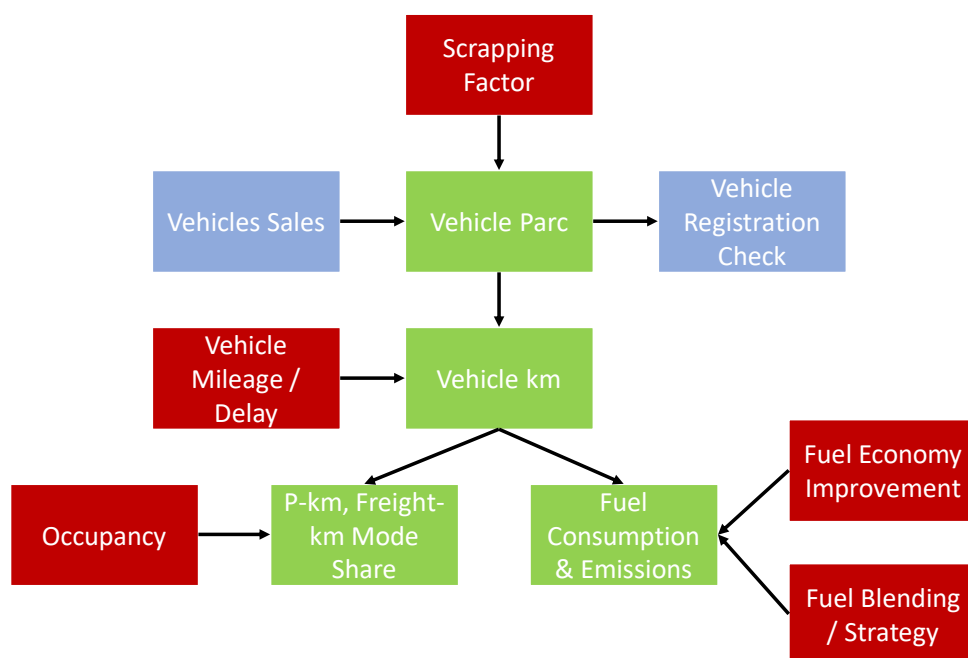 Scrapping
Factor
Vehicles Sales
Vehicle Parc
Vehicle
Registration
Check
Vehicle
Mileage /
Delay
Vehicle km
Occupancy
P-km, Freight-
km Mode
Share
Fuel
Consumption
& Emissions
Fuel Economy
Improvement
Fuel Blending
/ Strategy